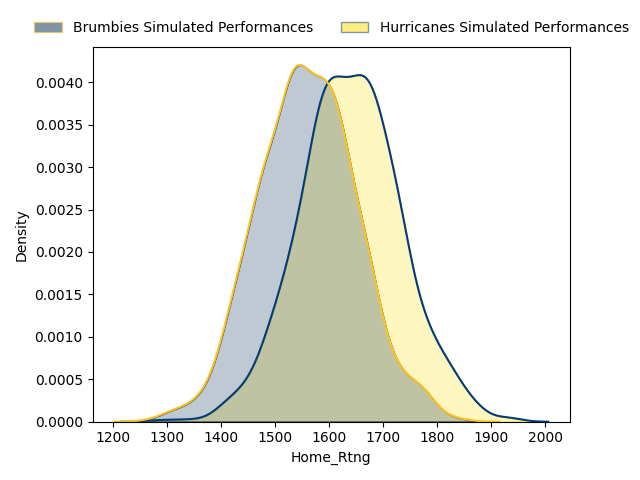 Brumbies Simulated Performances
Hurricanes Simulated Performances
Density
0.0040
0.0035
0.0030
0.0025
0.0020
0.0015
0.0010
0.0005
0.0000
1200 1300 1400 1500 1600 1700 1800 1900 2000
Home_Rtng